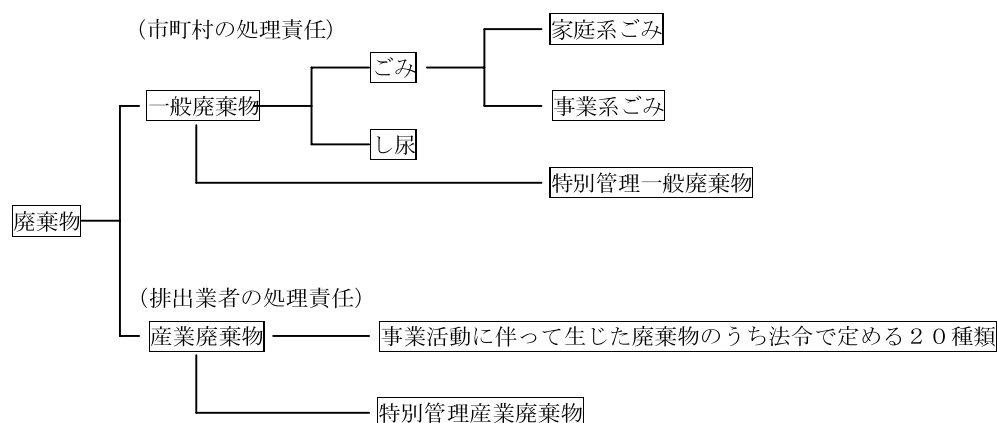 （市町村の処理責任）
家庭系ごみ
ごみ
一般廃棄物
事業系ごみ
し尿
特別管理一般廃棄物
廃棄物
（排出業者の処理責任）
産業廃棄物
事業活動に伴って生じた廃棄物のうち法令で定める２０種類
特別管理産業廃棄物